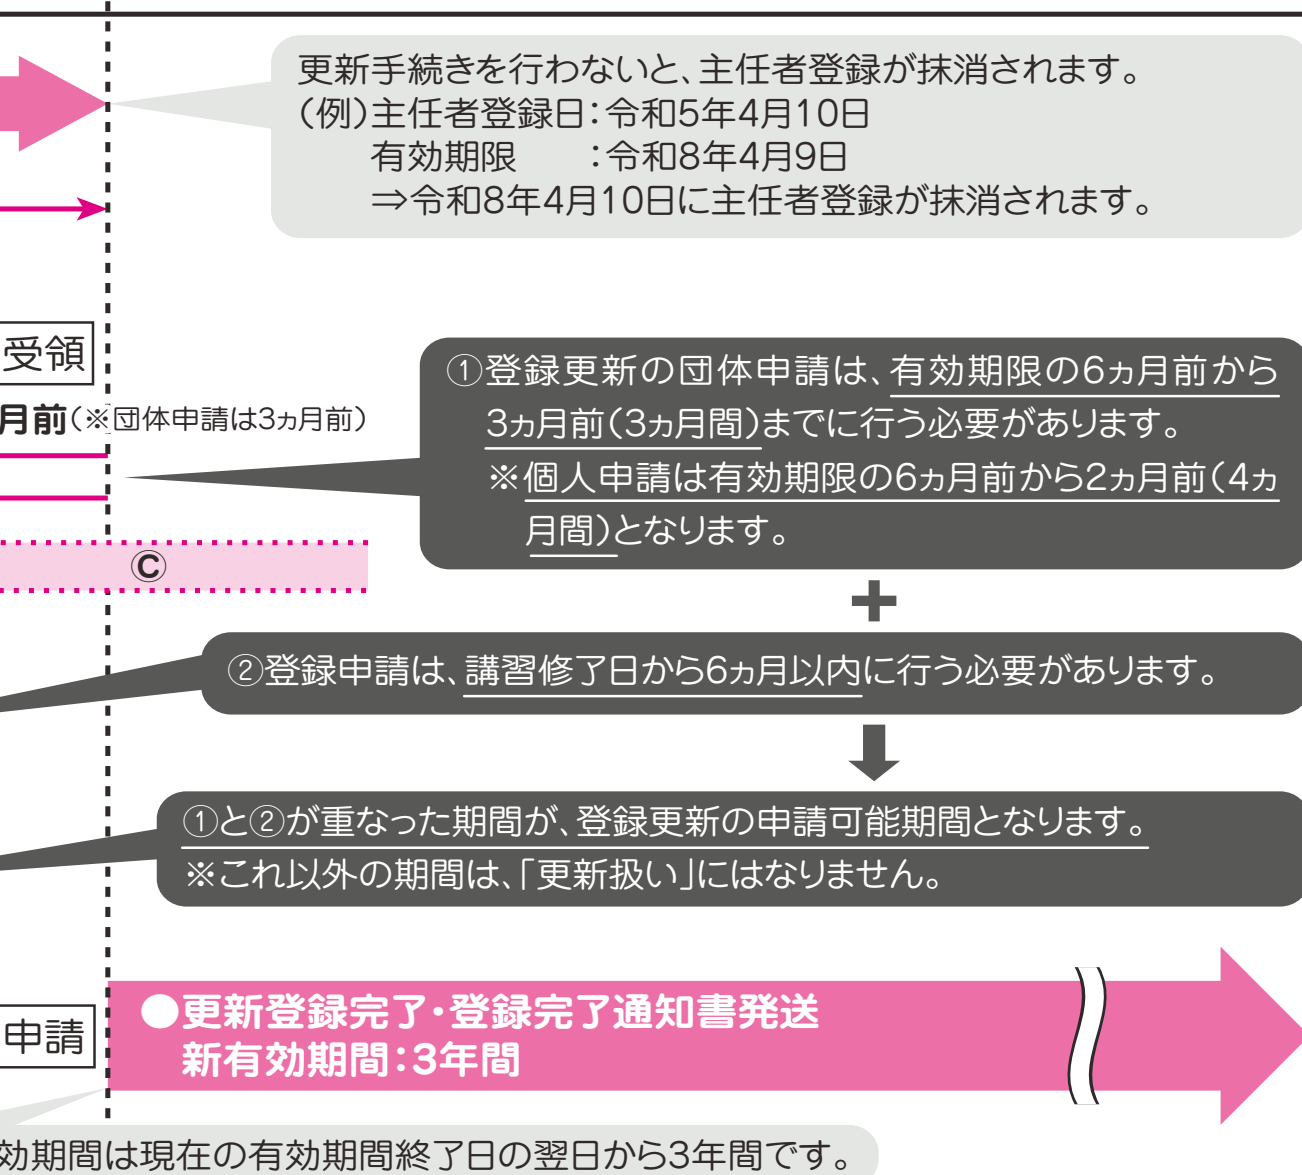 更新手続きを行わないと、主任者登録が抹消されます。
（例）主任者登録日：令和5年4月10日
有効期限　　：令和8年4月9日
⇒令和8年4月10日に主任者登録が抹消されます。
受領
月前（※団体申請は3ヵ月前）
①登録更新の団体申請は、有効期限の6ヵ月前から
3ヵ月前（3ヵ月間）までに行う必要があります。
※個人申請は有効期限の6ヵ月前から2ヵ月前（4ヵ
月間）となります。
Ⓒ
＋
②登録申請は、講習修了日から6ヵ月以内に行う必要があります。
①と②が重なった期間が、登録更新の申請可能期間となります。
※これ以外の期間は、「更新扱い」にはなりません。
申請
●更新登録完了・登録完了通知書発送
新有効期間：3年間
効期間は現在の有効期間終了日の翌日から3年間です。